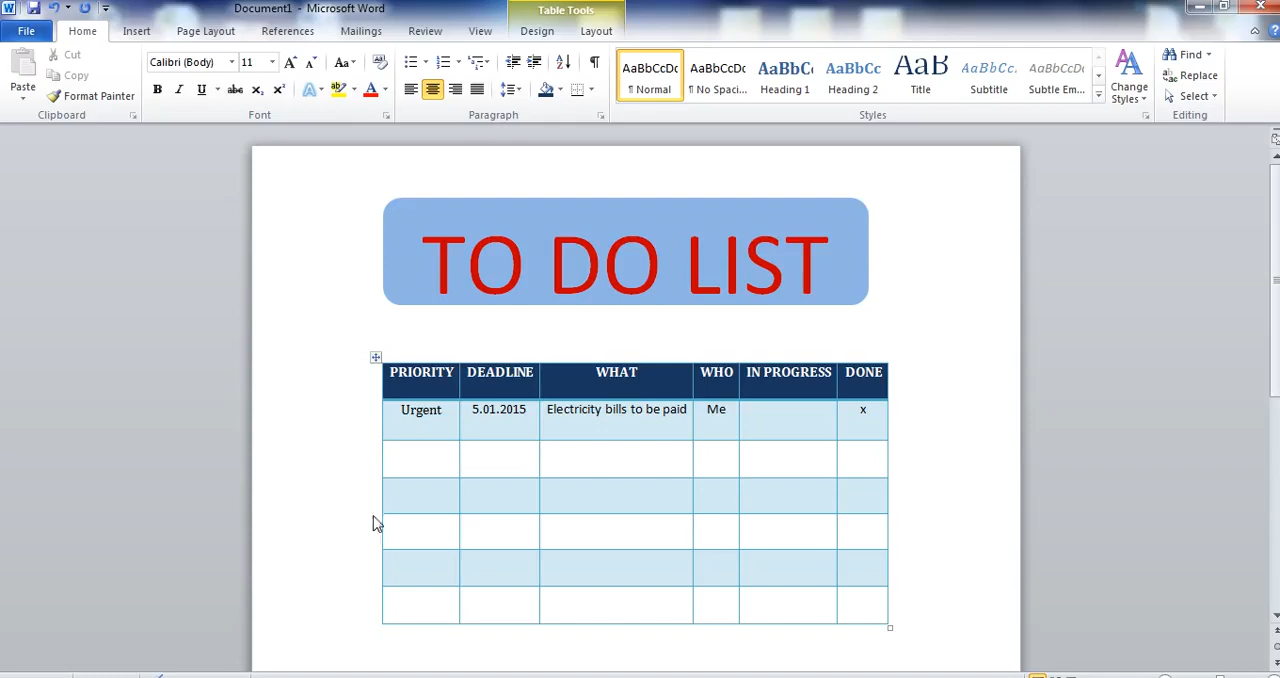 Document1 - Microsoft Word
Table Tools
File Home Insert Page Layout References Mailings Review View Design Layout
Paste
Cut
Copy
Format Painter
Clipboard
Calibri (Body) 11
Font
Paragraph
AaBbCcDc AaBbCcDc AaBbC AaBbCc AaB AaBbCc. AaBbCcDc
¶ Normal ¶ No Spaci... Heading 1 Heading 2 Title Subtitle Subtle Em...
Styles
Change
Styles
Find
Replace
Select
Editing
TO DO LIST
PRIORITY DEADLINE WHAT WHO IN PROGRESS DONE
Urgent 5.01.2015 Electricity bills to be paid Me x